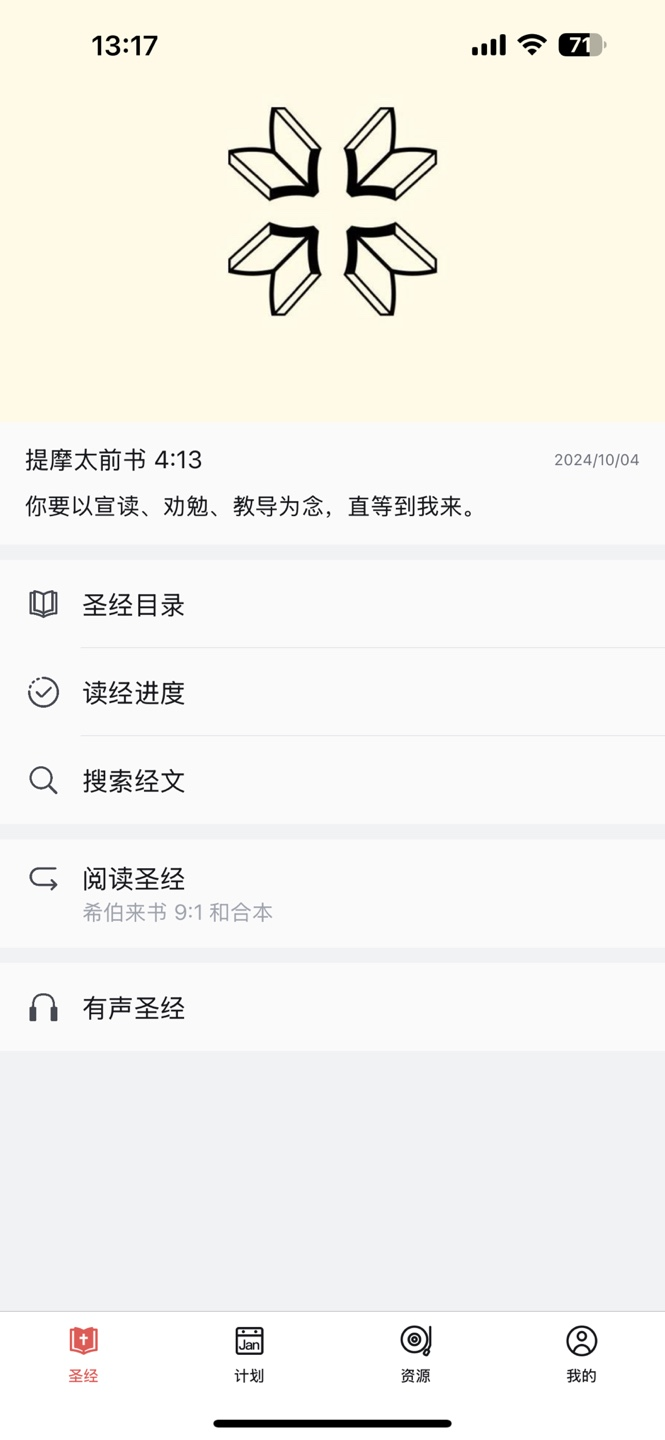 13:17
71
提摩太前书 4:13
2024/10/04
你要以宣读、劝勉、教导为念，直等到我来。
圣经目录
读经进度
搜索经文
阅读圣经
希伯来书 9:1 和合本
有声圣经
Jan
圣经
计划
资源
我的